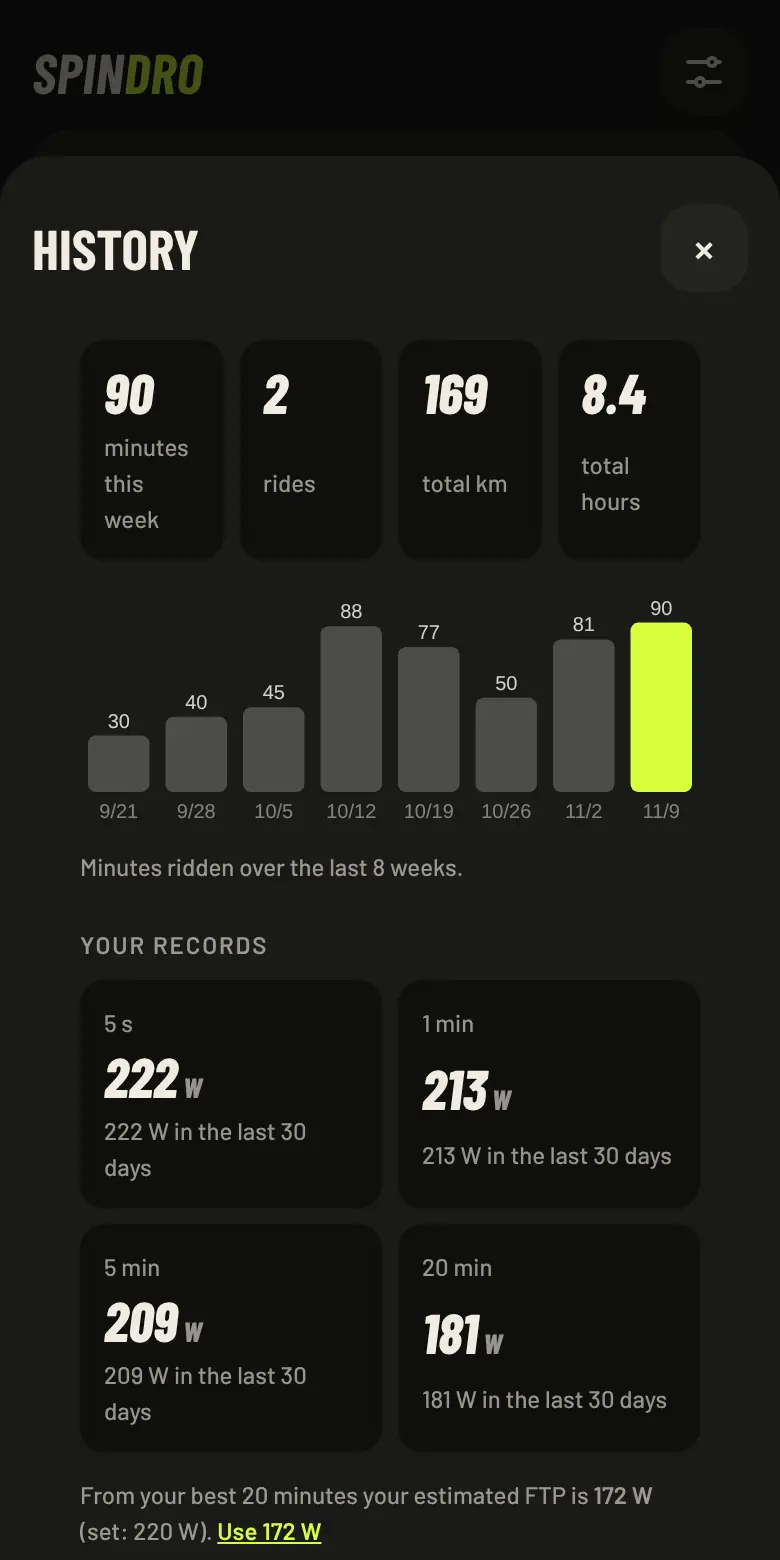 SPINDRO
HISTORY
×
90
minutes
this
week
2
rides
169
total km
8.4
total
hours
30
40
45
88
77
50
81
90
9/21
9/28
10/5
10/12
10/19
10/26
11/2
11/9
Minutes ridden over the last 8 weeks.
YOUR RECORDS
5 s
222 W
222 W in the last 30
days
1 min
213 W
213 W in the last 30 days
5 min
209 W
209 W in the last 30
days
20 min
181 W
181 W in the last 30 days
From your best 20 minutes your estimated FTP is 172 W
(set: 220 W). Use 172 W